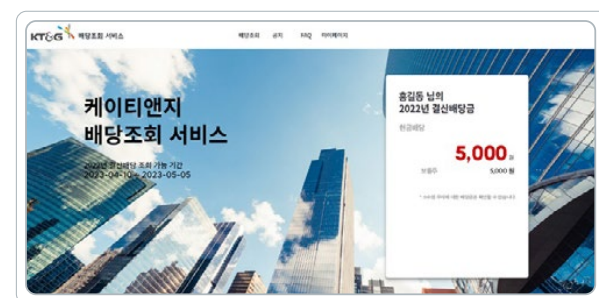 KT&G 배당조회 서비스
배당조회 공지 FAQ 마이페이지
케이티앤지
배당조회 서비스
2022년 결산배당 조회 가능 기간
2023-04-10 ~ 2023-05-05
홍길동 님의
2022년 결산배당금
현금배당
5,000 원
보통주 5,000 원